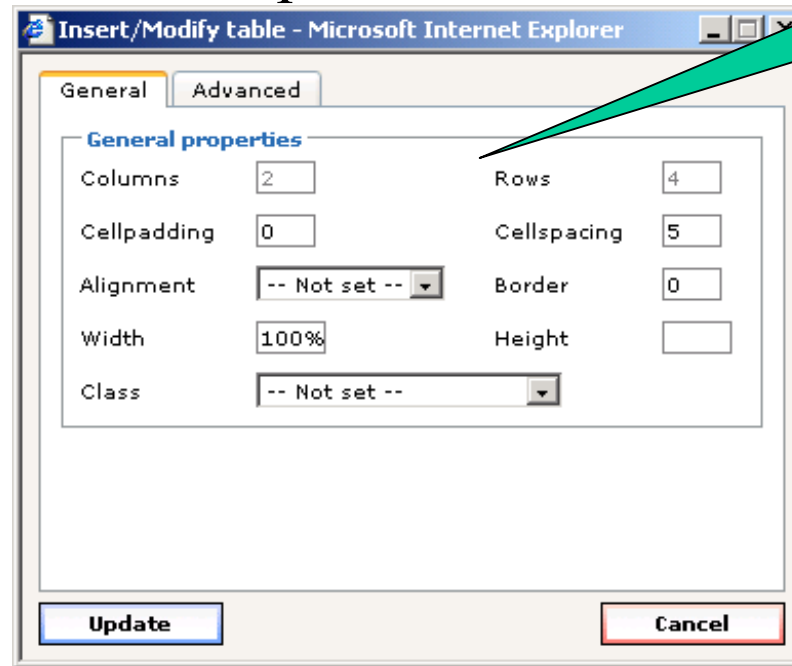 Insert/Modify table - Microsoft Internet Explorer
General Advanced
General properties
Columns 2 Rows 4
Cellpadding 0 Cellspacing 5
Alignment -- Not set -- Border 0
Width 100% Height
Class -- Not set --
Update Cancel